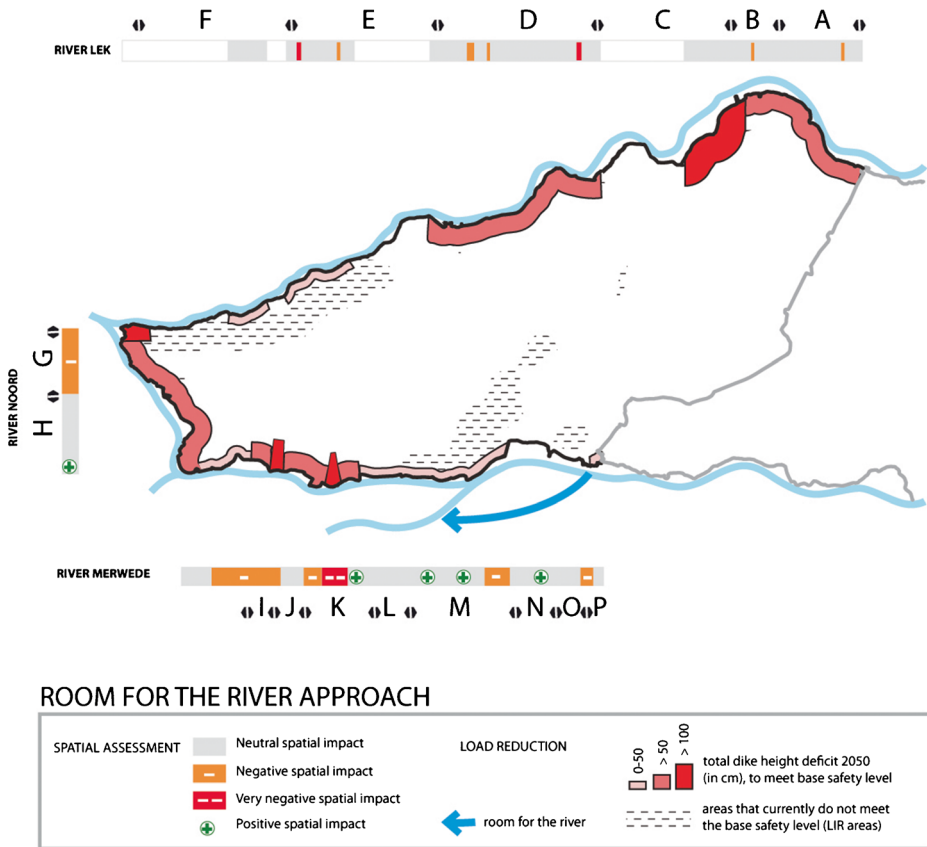 F E D C B A
RIVER LEK
G
H
RIVER NOORD
RIVER MERWEDE
I J K L M N O P
ROOM FOR THE RIVER APPROACH
SPATIAL ASSESSMENT
Neutral spatial impact
Negative spatial impact
Very negative spatial impact
Positive spatial impact
LOAD REDUCTION
room for the river
0-50
> 50
> 100
total dike height deficit 2050
(in cm), to meet base safety level
areas that currently do not meet
the base safety level (LIR areas)